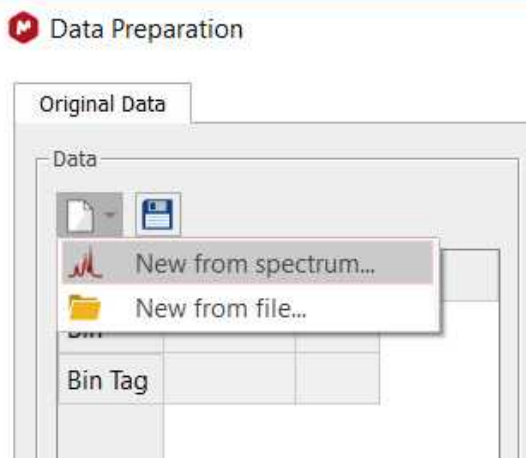 Data Preparation
Original Data
Data
New from spectrum...
New from file...
Bin Tag